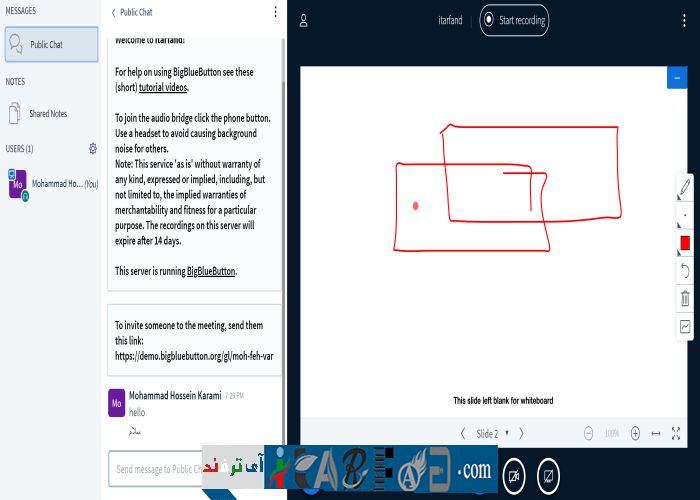 MESSAGES
Public Chat
NOTES
Shared Notes
USERS (1)
Mo
Mohammad Ho... (You)
Public Chat
Welcome to itarfand!
For help on using BigBlueButton see these
(short) tutorial videos.
To join the audio bridge click the phone button.
Use a headset to avoid causing background
noise for others.
Note: This service 'as is' without warranty of
any kind, expressed or implied, including, but
not limited to, the implied warranties of
merchantability and fitness for a particular
purpose. The recordings on this server will
expire after 14 days.
This server is running BigBlueButton.
To invite someone to the meeting, send them
this link:
https://demo.bigbluebutton.org/gl/moh-feh-var
Mo
Mohammad Hossein Karami 7:29 PM
hello
سلام
Send message to Public Ch
itarfand
Start recording
This slide left blank for whiteboard
Slide 2
100%
آی ترفند
.com